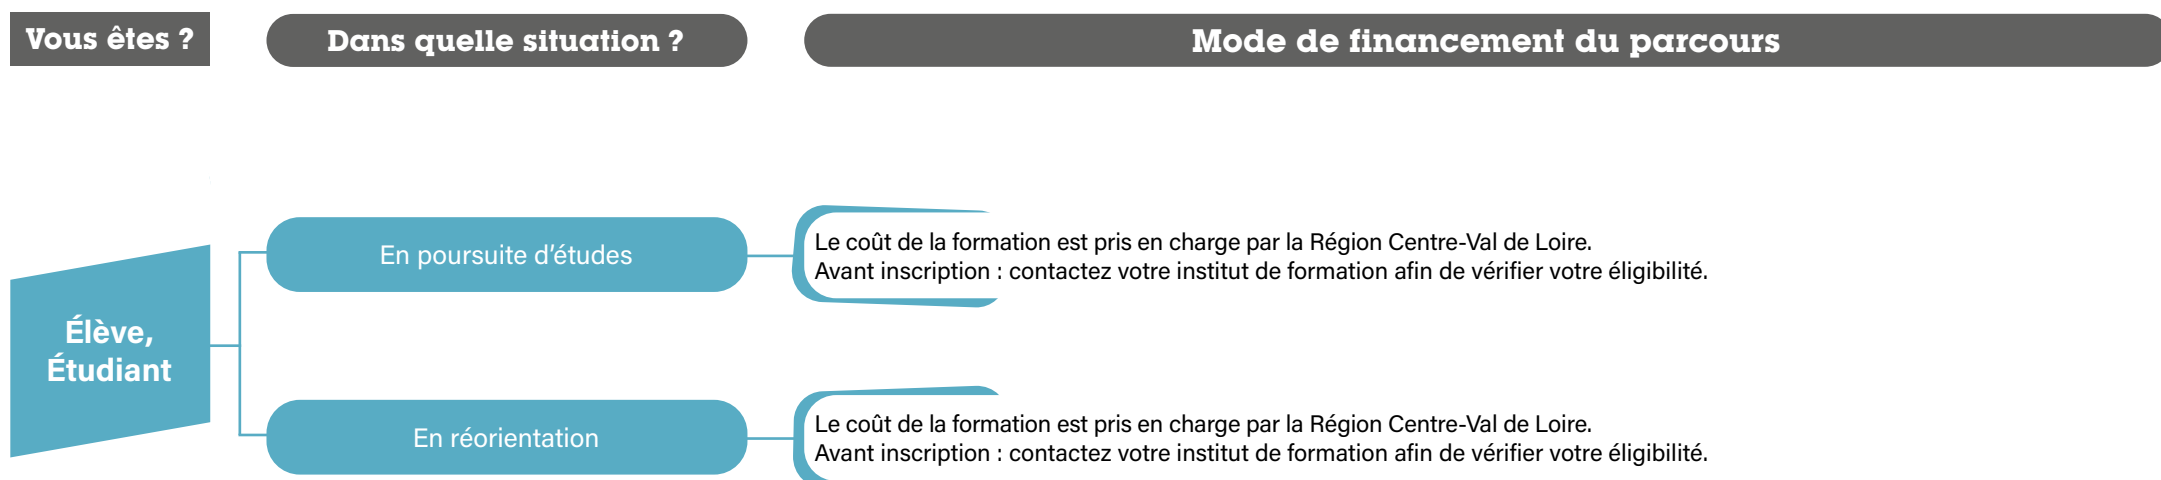 Vous êtes ?
Dans quelle situation ?
Mode de financement du parcours
Élève,
Étudiant
En poursuite d'études
Le coût de la formation est pris en charge par la Région Centre-Val de Loire.
Avant inscription : contactez votre institut de formation afin de vérifier votre éligibilité.
En réorientation
Le coût de la formation est pris en charge par la Région Centre-Val de Loire.
Avant inscription : contactez votre institut de formation afin de vérifier votre éligibilité.